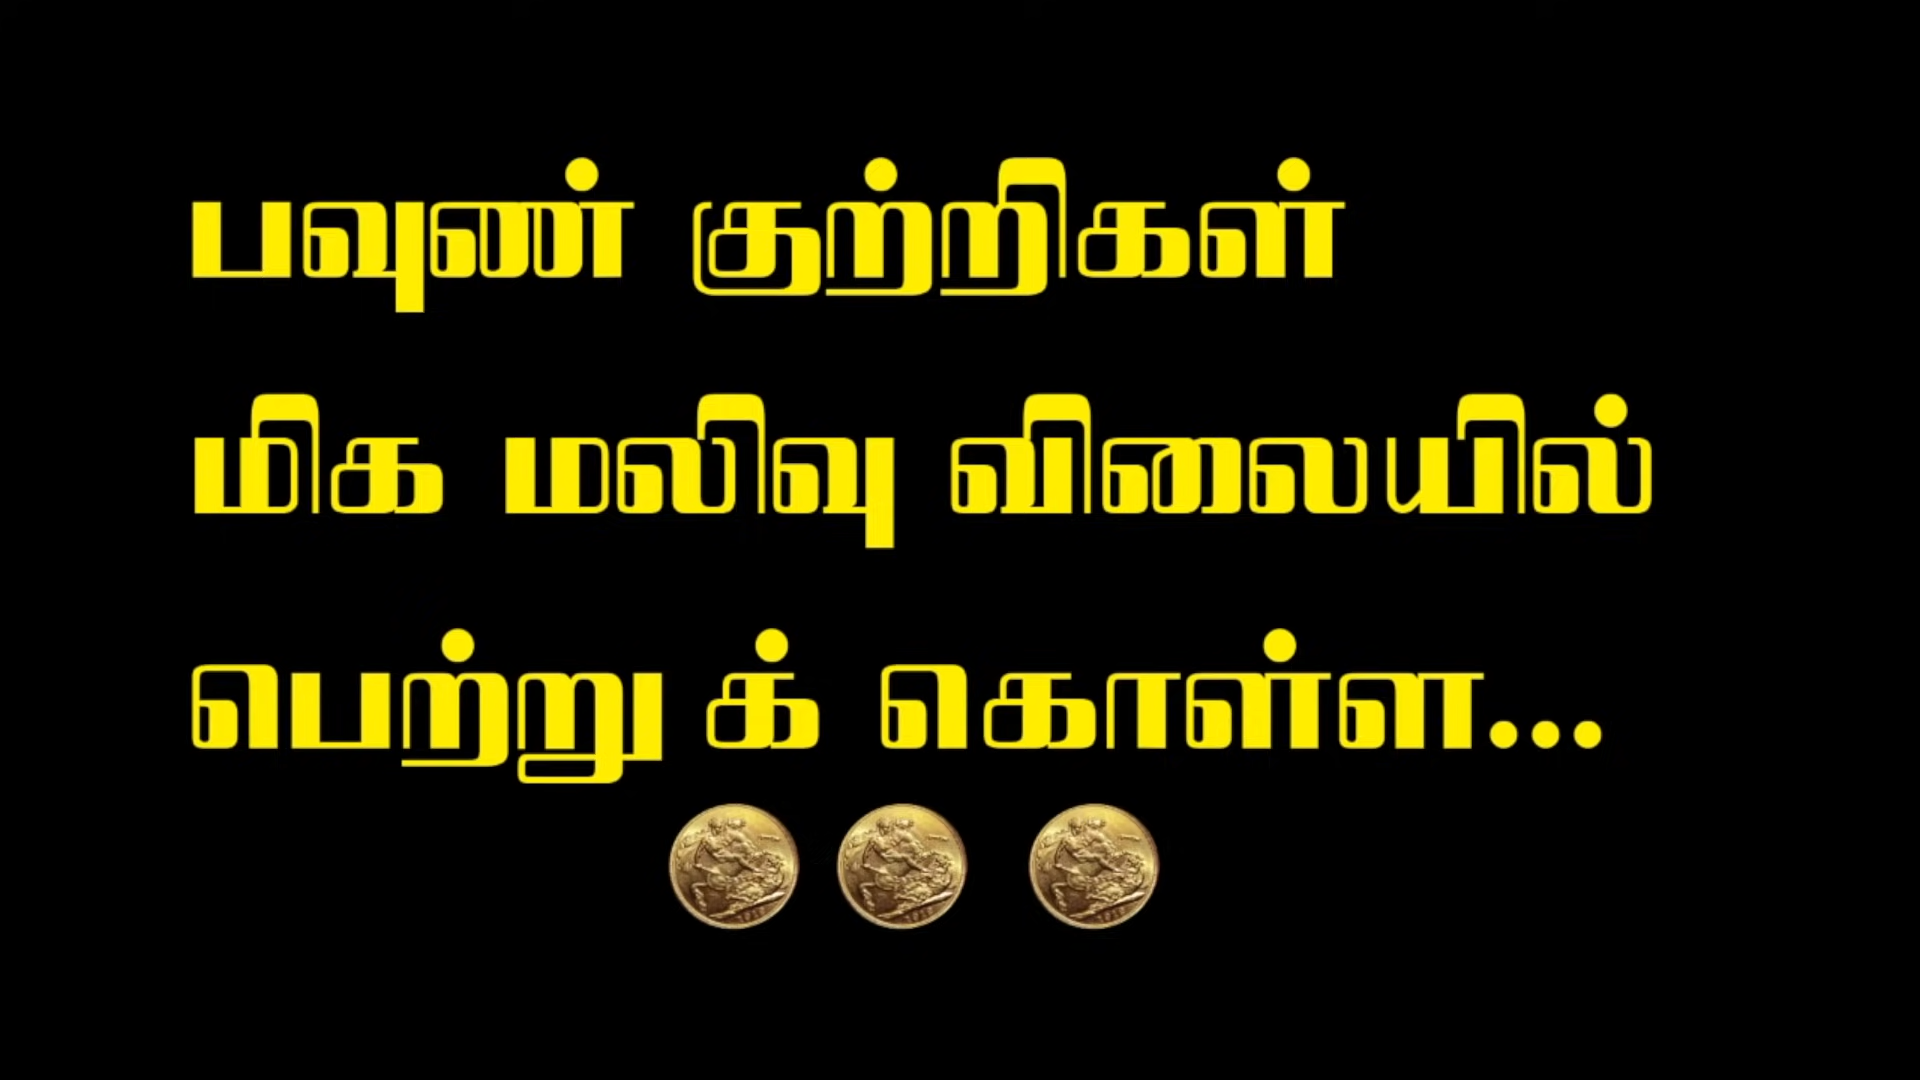 பவுண் குற்றிகள்
மிக மலிவு விலையில்
பெற்று க் கொள்ள...